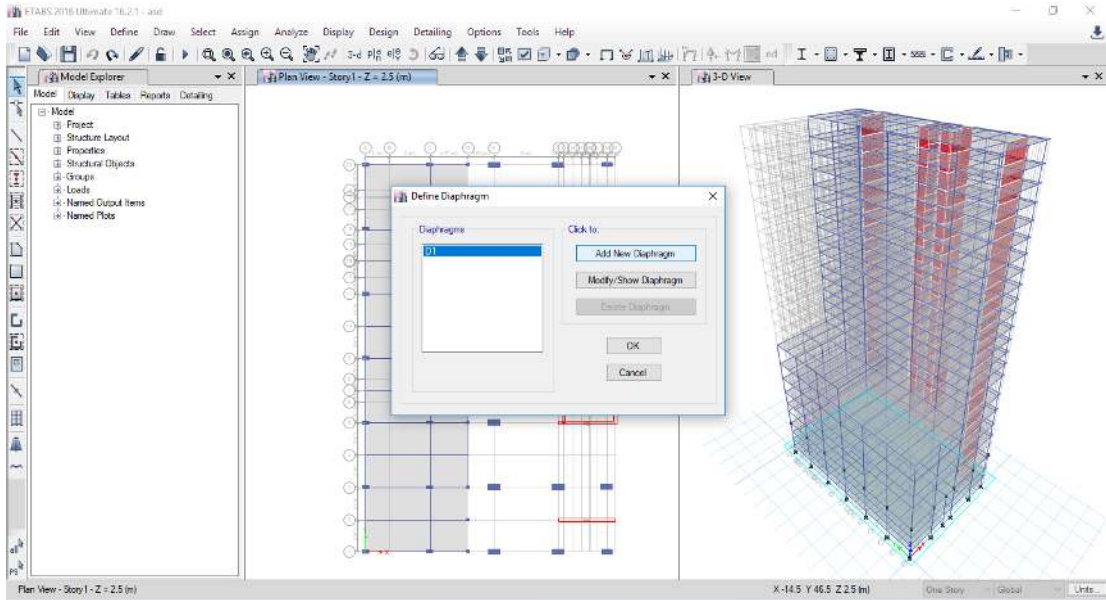 ETABS 2016 Ultimate 16.2.1 - asd
File Edit View Define Draw Select Assign Analyze Display Design Detailing Options Tools Help
3-d
nd
Model Explorer
Model Display Tables Reports Detailing
Model
Project
Structure Layout
Properties
Structural Objects
Groups
Loads
Named Output Items
Named Plots
Plan View - Story1 - Z = 2.5 (m)
3-D View
Define Diaphragm
Diaphragms
D1
Click to:
Add New Diaphragm
Modify/Show Diaphragm
Delete Diaphragm
OK
Cancel
Plan View - Story1 - Z = 2.5 (m)
X -14.5 Y 46.5 Z 2.5 (m)
One Story
Global
Units...